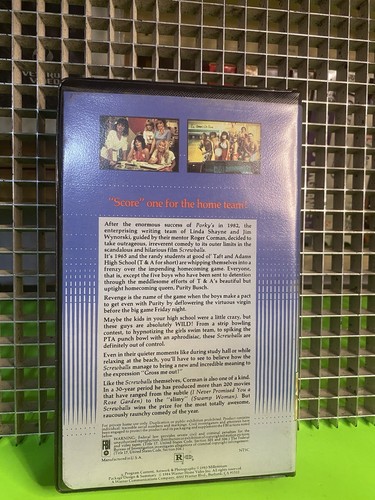 "Score" one for the home team!
After the enormous success of Porky's in 1982, the
enterprising writing team of Linda Shayne and Jim
Wynorski, guided by their mentor Roger Corman, decided to
take outrageous, irreverent comedy to its outer limits in the
scandalous and hilarious film Screwballs.
It's 1965 and the randy students at good ol' Taft and Adams
High School (T & A for short) are whipping themselves into a
frenzy over the impending homecoming game. Everyone,
that is, except the five boys who have been sent to detention
through the meddlesome efforts of T & A's beautiful but
uptight homecoming queen, Purity Busch.
Revenge is the name of the game when the boys make a pact
to get even with Purity by deflowering the virtuous virgin
before the big game Friday night.
Maybe the kids in your high school were a little crazy, but
these guys are absolutely WILD! From a strip bowling
contest, to hypnotizing the girls swim team, to spiking the
PTA punch bowl with an aphrodisiac, these Screwballs are
definitely out of control.
Even in their quieter moments like during study hall or while
relaxing at the beach, you'll have to see to believe how the
Screwballs manage to bring a new and incredible meaning to
the expression "Gross me out!"
Like the Screwballs themselves, Corman is also one of a kind.
In a 30-year period he has produced more than 200 movies
that have ranged from the subtle (I Never Promised You a
Rose Garden) to the "slimy" (Swamp Women). But
Screwballs wins the prize for the most totally awesome,
raucously raunchy comedy of the year.
FBI
WARNING
Manufactured in U.S.A.
R